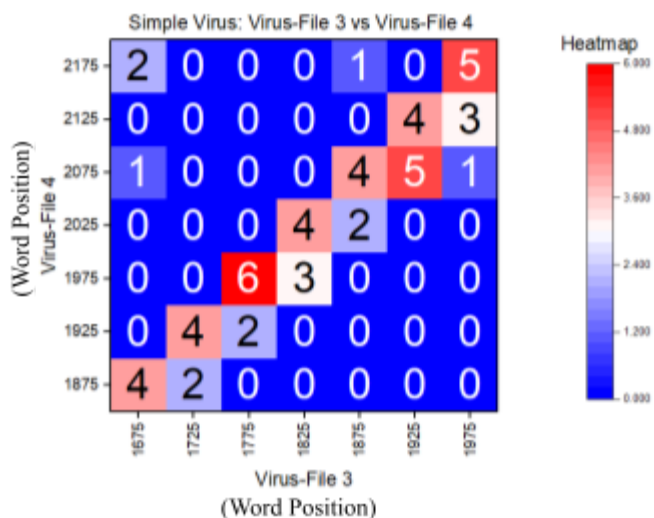 Simple Virus: Virus-File 3 vs Virus-File 4
Heatmap
2175 2 0 0 0 1 0 5
2125 0 0 0 0 0 4 3
2075 1 0 0 0 4 5 1
2025 0 0 0 4 2 0 0
1975 0 0 6 3 0 0 0
1925 0 4 2 0 0 0 0
1875 4 2 0 0 0 0 0
1675 1725 1775 1825 1875 1925 1975
(Word Position)
Virus-File 4
Virus-File 3
(Word Position)
6.000
4.800
3.600
2.400
1.200
0.000